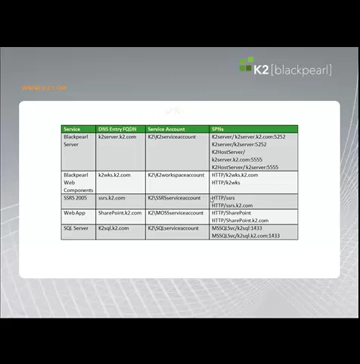 K2[blackpearl]
Service DNS Entry FQDN Service Account SPNs
Blackpearl Server k2server.k2.com K2\K2serviceaccount K2server/ k2server.k2.com:5252
K2server/k2server:5252
K2HostServer/
k2server.k2.com:5555
K2HostServer/k2server:5555
Blackpearl Web Components k2wks.k2.com K2\K2workspaceaccount HTTP/k2wks.k2.com
HTTP/k2wks
SSRS 2005 ssrs.k2.com K2\SSRSserviceaccount HTTP/ssrs
HTTP/ssrs.k2.com
Web App SharePoint.k2.com K2\MOSSserviceaccount HTTP/SharePoint
HTTP/SharePoint.k2.com
SQL Server K2sql.k2.com K2\SQLserviceaccount MSSQLSvc/k2sql:1433
MSSQLSvc/k2sql.k2.com:1433